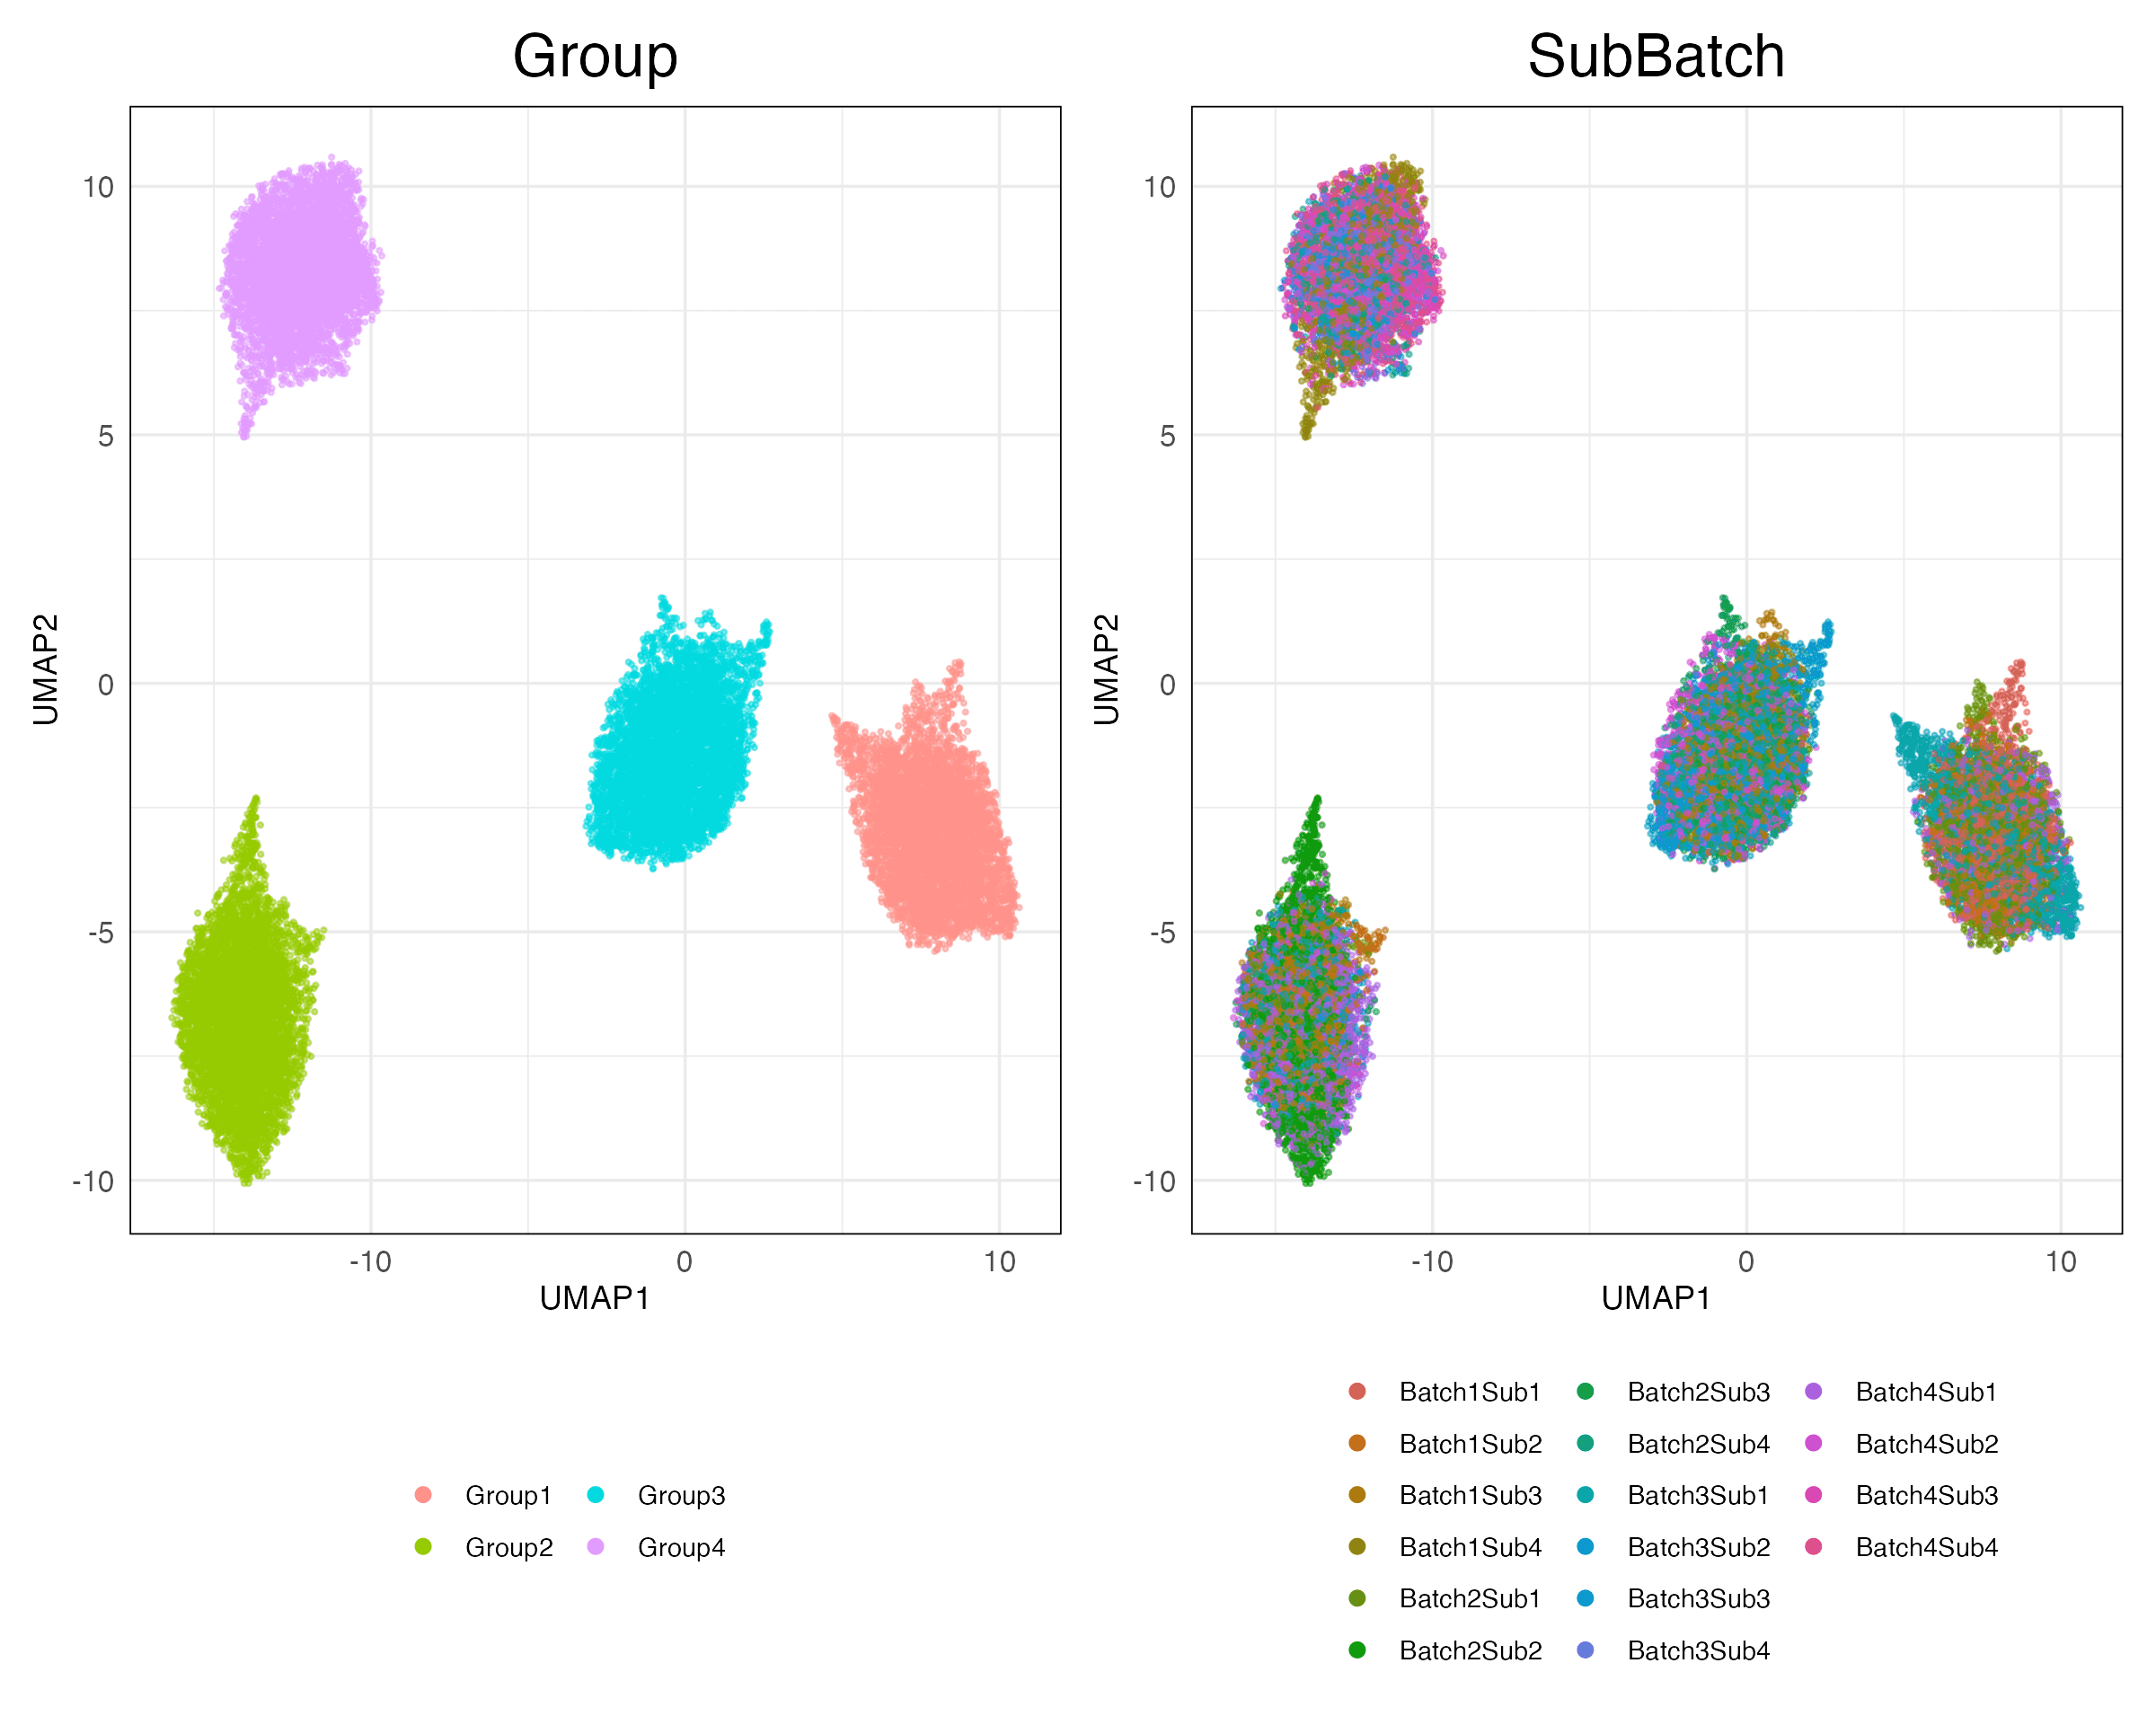 Group
SubBatch
10
5
0
-5
-10
UMAP2
-10 0 10
UMAP1
10
5
0
-5
-10
UMAP2
-10 0 10
UMAP1
Group1 Group3
Group2 Group4
Batch1Sub1 Batch2Sub3 Batch4Sub1
Batch1Sub2 Batch2Sub4 Batch4Sub2
Batch1Sub3 Batch3Sub1 Batch4Sub3
Batch1Sub4 Batch3Sub2 Batch4Sub4
Batch2Sub1 Batch3Sub3
Batch2Sub2 Batch3Sub4